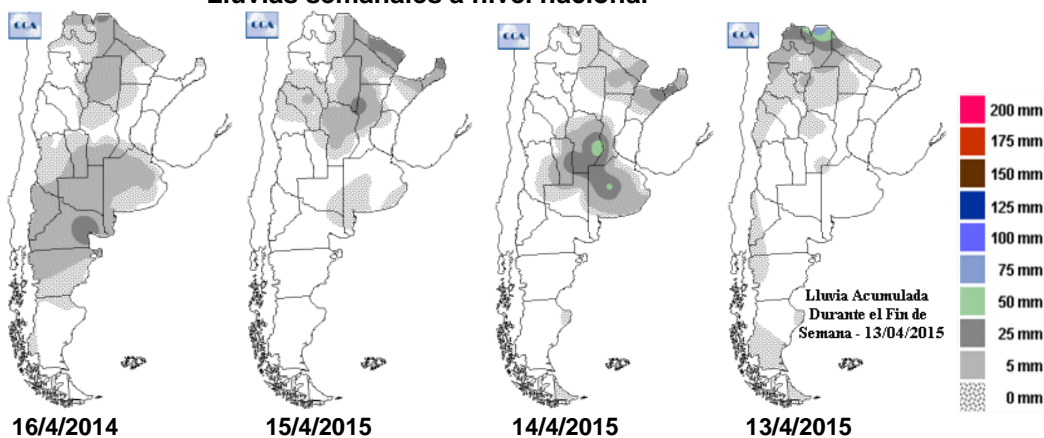 Lluvias semanales a nivel nacional
CCA
CCA
CCA
CCA
200 mm
175 mm
150 mm
125 mm
100 mm
75 mm
50 mm
25 mm
5 mm
0 mm
Lluvia Acumulada
Durante el Fin de
Semana - 13/04/2015
16/4/2014
15/4/2015
14/4/2015
13/4/2015